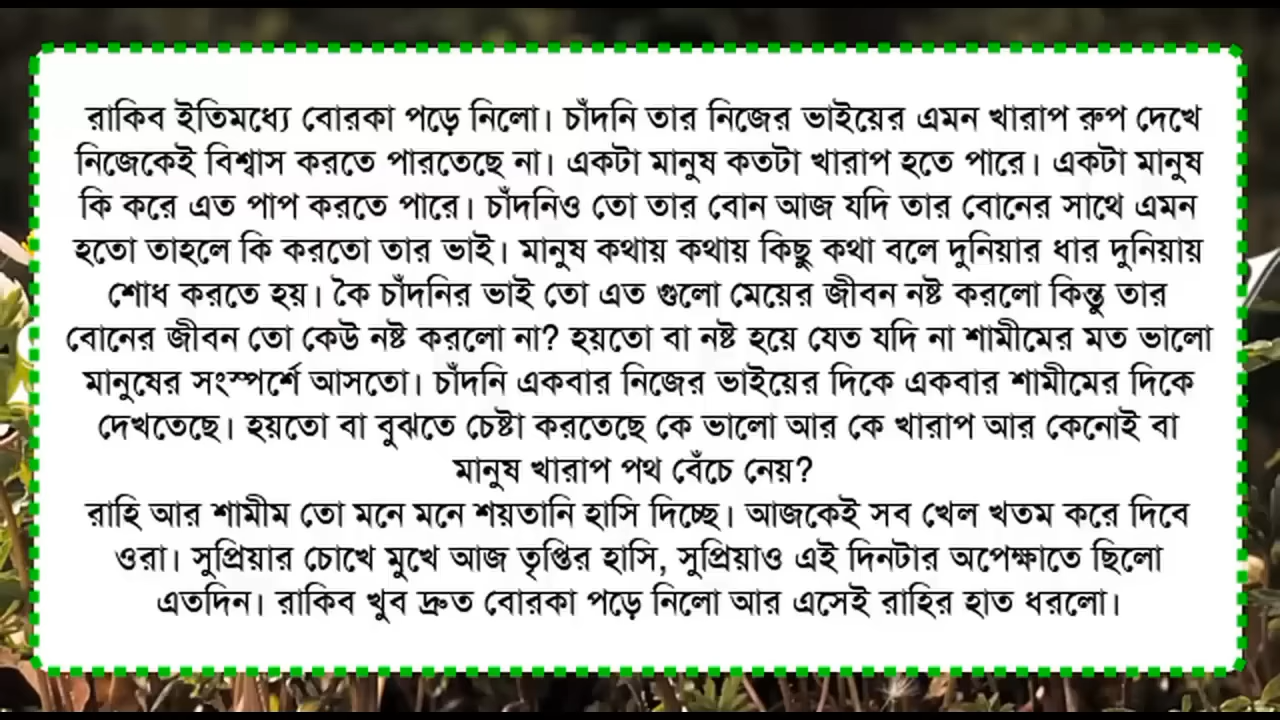 রাকিব ইতিমধ্যে বোরকা পড়ে নিলো। চাঁদনি তার নিজের ভাইয়ের এমন খারাপ রুপ দেখে
নিজেকেই বিশ্বাস করতে পারতেছে না। একটা মানুষ কতটা খারাপ হতে পারে। একটা মানুষ
কি করে এত পাপ করতে পারে। চাঁদনিও তো তার বোন আজ যদি তার বোনের সাথে এমন
হতো তাহলে কি করতো তার ভাই। মানুষ কথায় কথায় কিছু কথা বলে দুনিয়ার ধার দুনিয়ায়
শোধ করতে হয়। কৈ চাঁদনির ভাই তো এত গুলো মেয়ের জীবন নষ্ট করলো কিন্তু তার
বোনের জীবন তো কেউ নষ্ট করলো না? হয়তো বা নষ্ট হয়ে যেত যদি না শামীমের মত ভালো
মানুষের সংস্পর্শে আসতো। চাঁদনি একবার নিজের ভাইয়ের দিকে একবার শামীমের দিকে
দেখতেছে। হয়তো বা বুঝতে চেষ্টা করতেছে কে ভালো আর কে খারাপ আর কেনোই বা
মানুষ খারাপ পথ বেঁচে নেয়?
রাহি আর শামীম তো মনে মনে শয়তানি হাসি দিচ্ছে। আজকেই সব খেল খতম করে দিবে
ওরা। সুপ্রিয়ার চোখে মুখে আজ তৃপ্তির হাসি, সুপ্রিয়াও এই দিনটার অপেক্ষাতে ছিলো
এতদিন। রাকিব খুব দ্রুত বোরকা পড়ে নিলো আর এসেই রাহির হাত ধরলো।